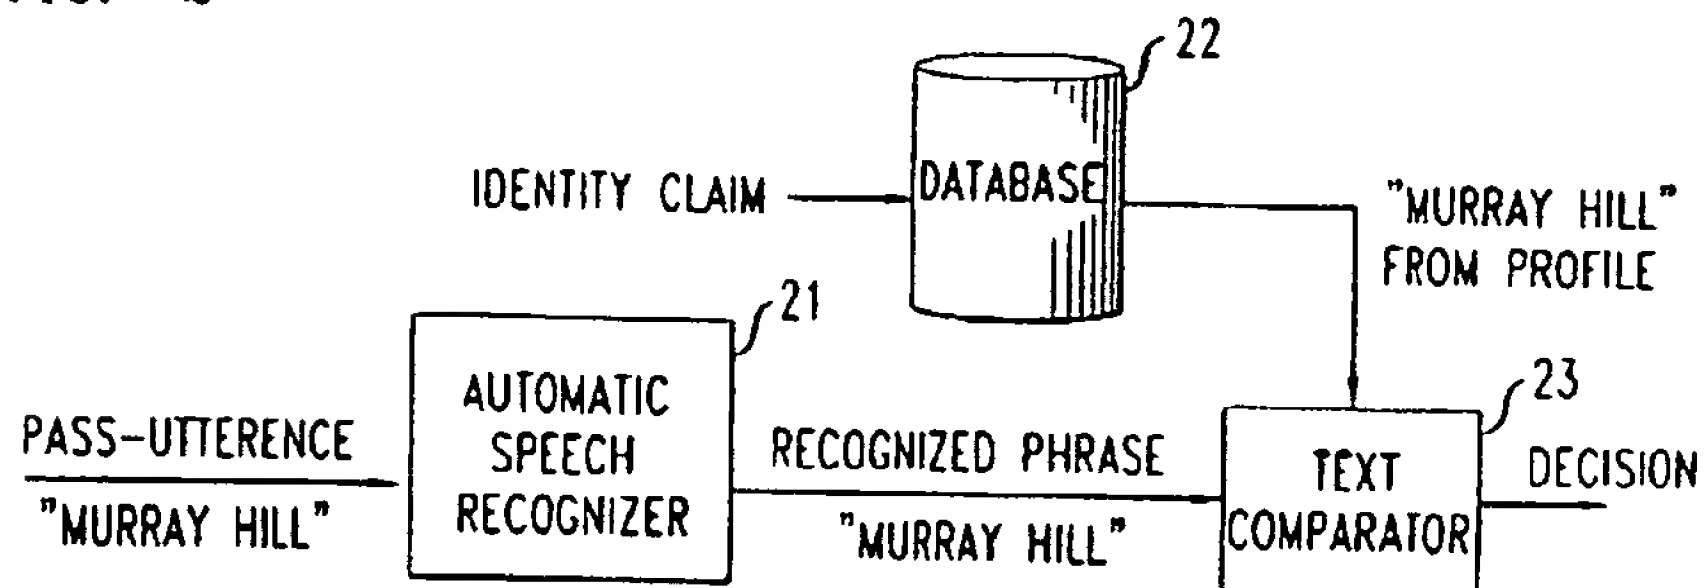 22
IDENTITY CLAIM
DATABASE
"MURRAY HILL"
FROM PROFILE
21
AUTOMATIC
SPEECH
RECOGNIZER
PASS-UTTERENCE
"MURRAY HILL"
RECOGNIZED PHRASE
"MURRAY HILL"
23
TEXT
COMPARATOR
DECISION